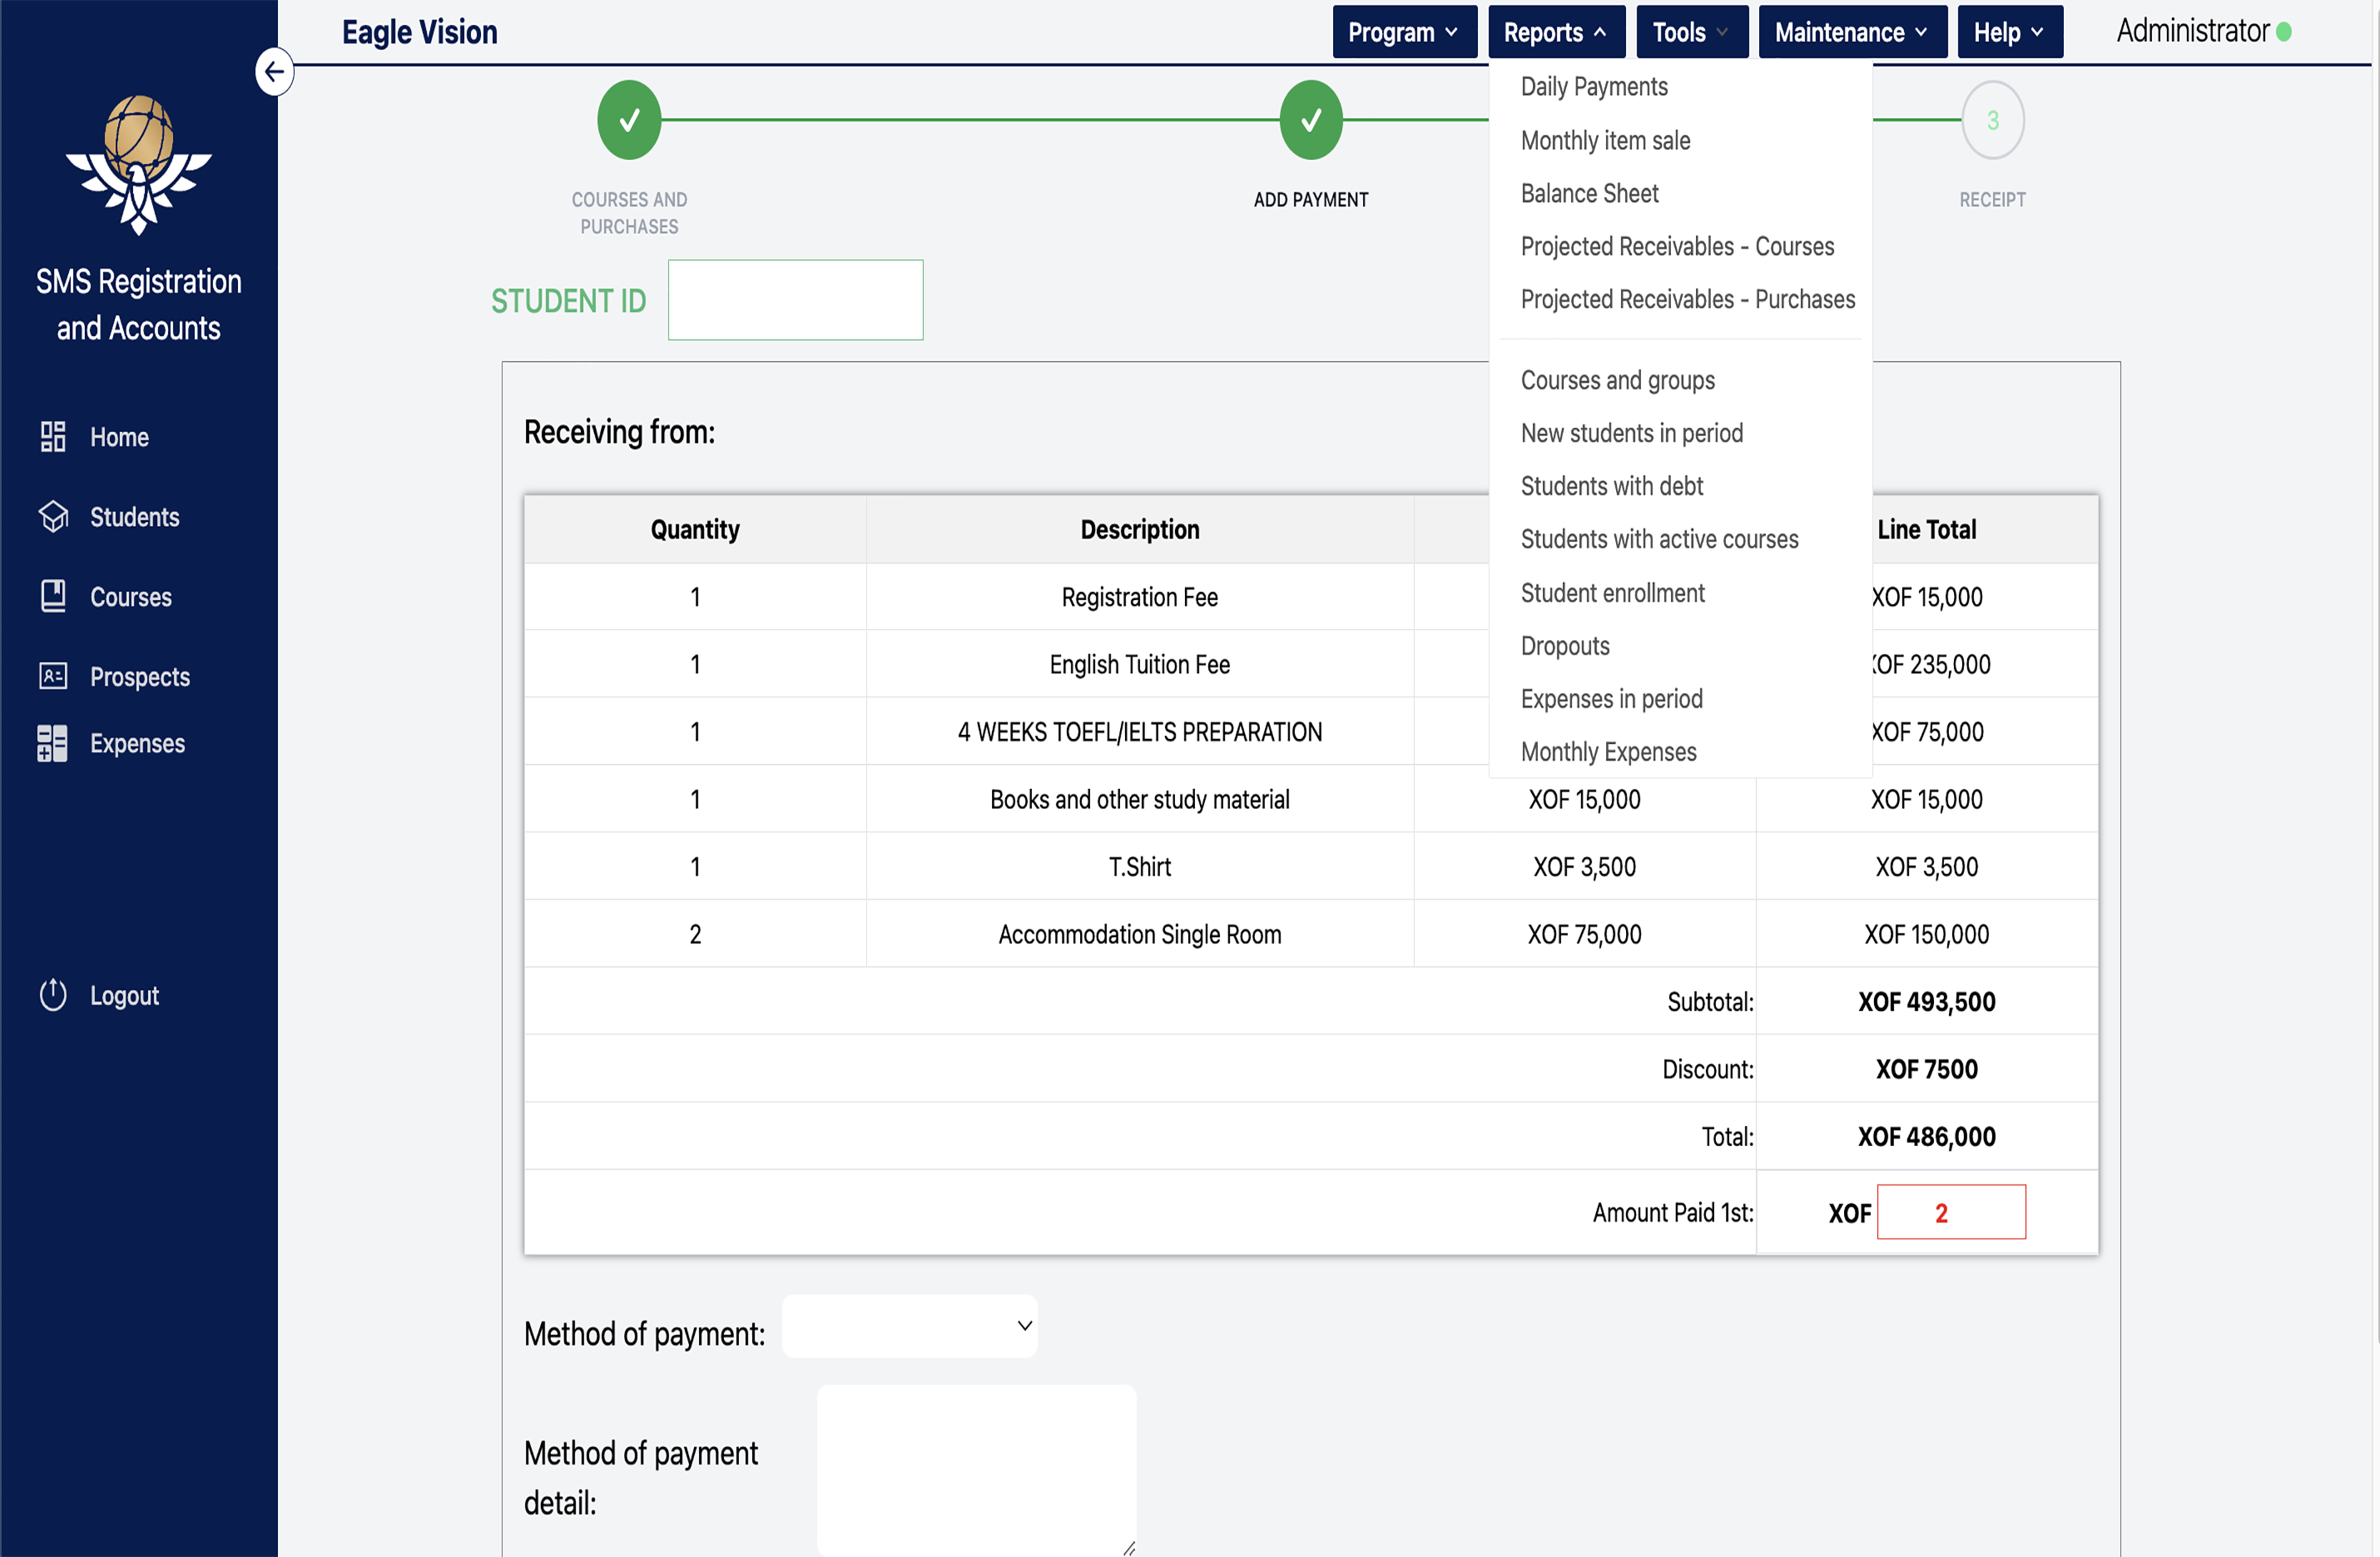 Eagle Vision
Program
Reports
Tools
Maintenance
Help
Administrator
SMS Registration
and Accounts
Home
Students
Courses
Prospects
Expenses
Logout
COURSES AND
PURCHASES
ADD PAYMENT
3
RECEIPT
Daily Payments
Monthly item sale
Balance Sheet
Projected Receivables - Courses
Projected Receivables - Purchases
Courses and groups
New students in period
Students with debt
Students with active courses
Student enrollment
Dropouts
Expenses in period
Monthly Expenses
STUDENT ID
Receiving from:
Quantity Description Line Total
1 Registration Fee XOF 15,000
1 English Tuition Fee XOF 235,000
1 4 WEEKS TOEFL/IELTS PREPARATION XOF 75,000
1 Books and other study material XOF 15,000 XOF 15,000
1 T.Shirt XOF 3,500 XOF 3,500
2 Accommodation Single Room XOF 75,000 XOF 150,000
Subtotal: XOF 493,500
Discount: XOF 7500
Total: XOF 486,000
Amount Paid 1st: XOF 2
Method of payment:
Method of payment
detail: